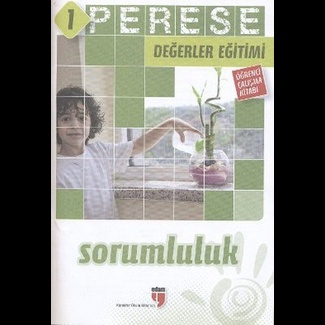 1
PERESE
DEĞERLER EĞİTİMİ
ÖĞRENCİ
ÇALIŞMA
KİTABI
sorumluluk
edam